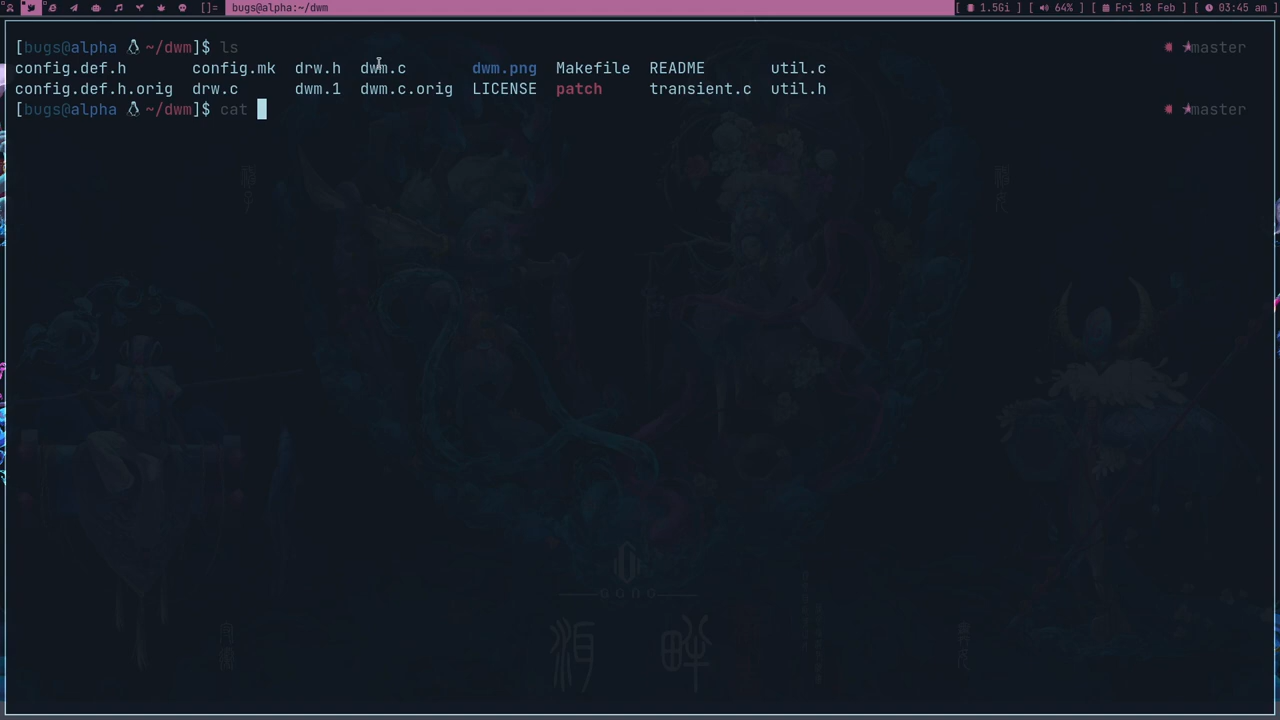 []= bugs@alpha:~/dwm [ 1.5Gi ] [ 64% ] [ Fri 18 Feb ] [ 03:45 am ]
[bugs@alpha ~/dwm]$ ls master
config.def.h config.mk drw.h dwm.c dwm.png Makefile README util.c
config.def.h.orig drw.c dwm.1 dwm.c.orig LICENSE patch transient.c util.h
[bugs@alpha ~/dwm]$ cat master